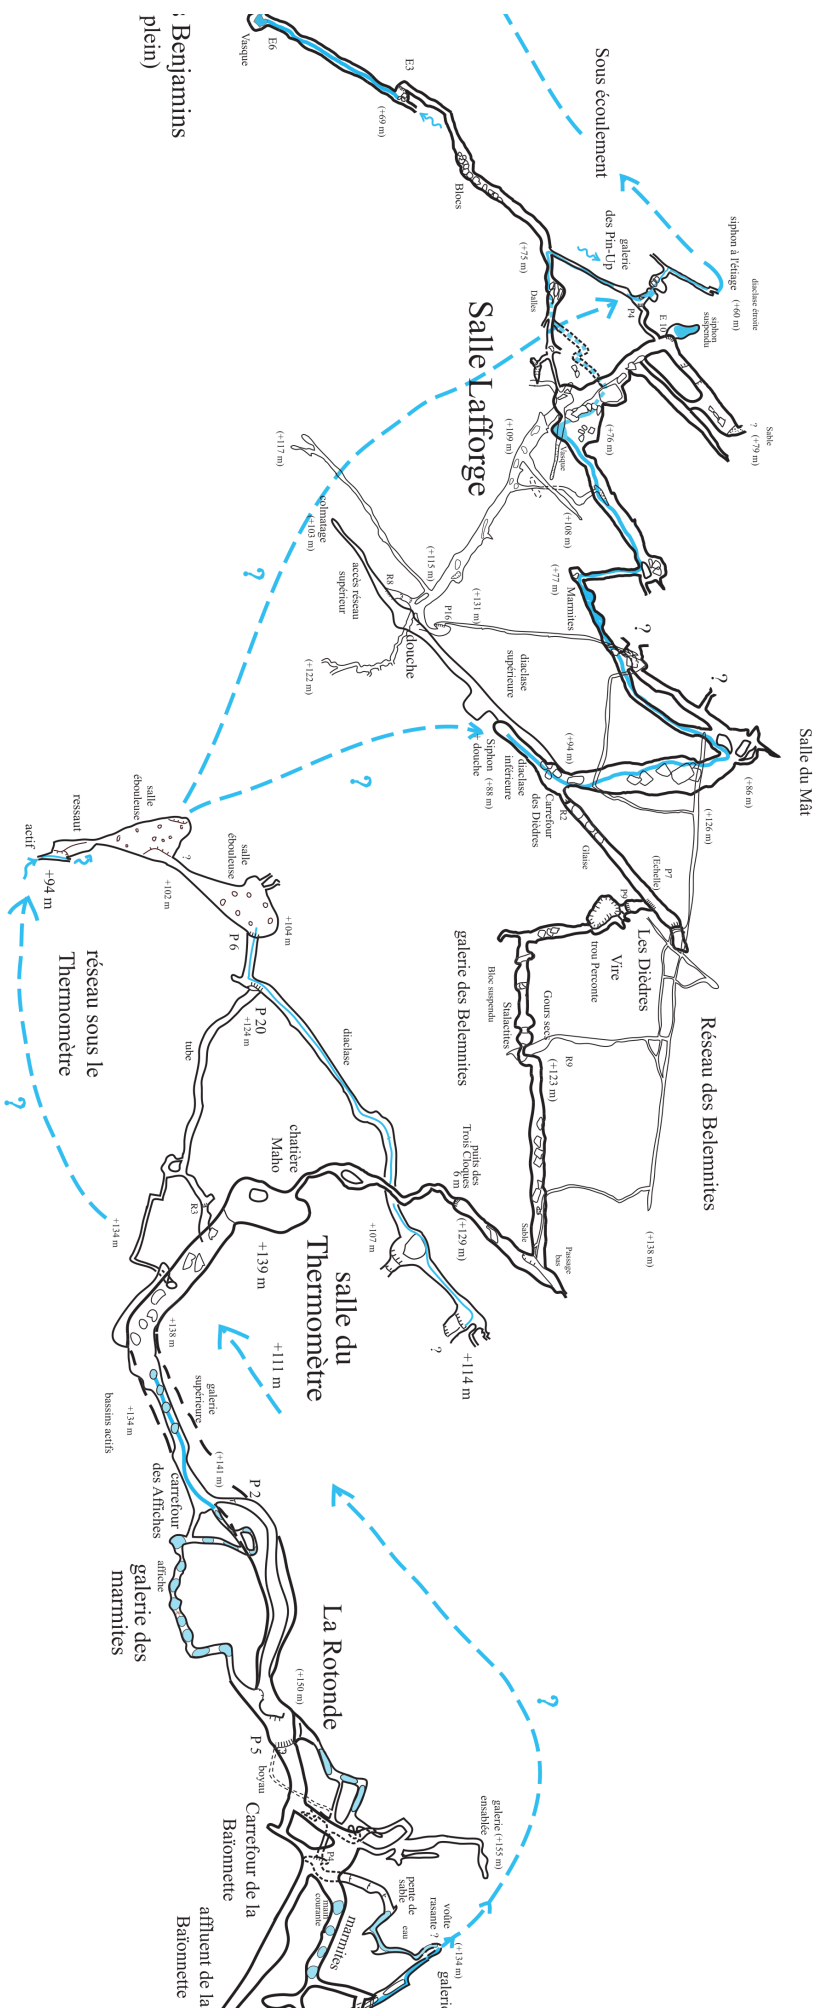 : Benjamins
plein)
Vasque
E6
E3
(+69 m)
Blocs
Sous écoulement
siphon à l'étiage
(+60 m)
diaclase étroite
galerie
des Pin-Up
P4
E 10
siphon
suspendu
Sable
? (+79 m)
(+75 m)
Dalles
Salle Lafforge
(+76 m)
Vasque
(+109 m)
(+108 m)
(+117 m)
colmatage
(+103 m)
accès réseau
supérieur
R8
(+115 m)
P16
(+131 m)
douche
(+122 m)
(+77 m)
Marmites
?
?
Salle du Mât
(+86 m)
diaclase
supérieure
(+94 m)
Siphon (+88 m)
+ douche
diaclase
inférieure
Carrefour
des Dièdres
R2
Glaise
(+126 m)
P7
(Echelle)
P9
Les Dièdres
Vire
trou Perconte
galerie des Belemnites
Bloc suspendu
Stalactites
Gours secs
R9
(+123 m)
Réseau des Belemnites
(+138 m)
Passage
bas
Sable
puits des
Trois Cloques
6 m
(+129 m)
?
?
salle
ébouleuse
ressaut
actif
+94 m
?
+102 m
salle
ébouleuse
+104 m
P 6
P 20
+124 m
diaclase
tube
réseau sous le
Thermomètre
?
chatière
Maho
R3
+134 m
+139 m
+107 m
salle du
Thermomètre
+111 m
+114 m
?
+138 m
+134 m
bassins actifs
galerie
supérieure
(+141 m)
P 2
carrefour
des Affiches
affiche
galerie des
marmites
La Rotonde
(+150 m)
P 5
boyau
Carrefour de la
Baïonnette
P4
galerie (+155 m)
ensablée
?
pente de
sable
eau
voûte
rasante ?
(+134 m)
main
courante
marmites
affluent de la
Baïonnette
galerie